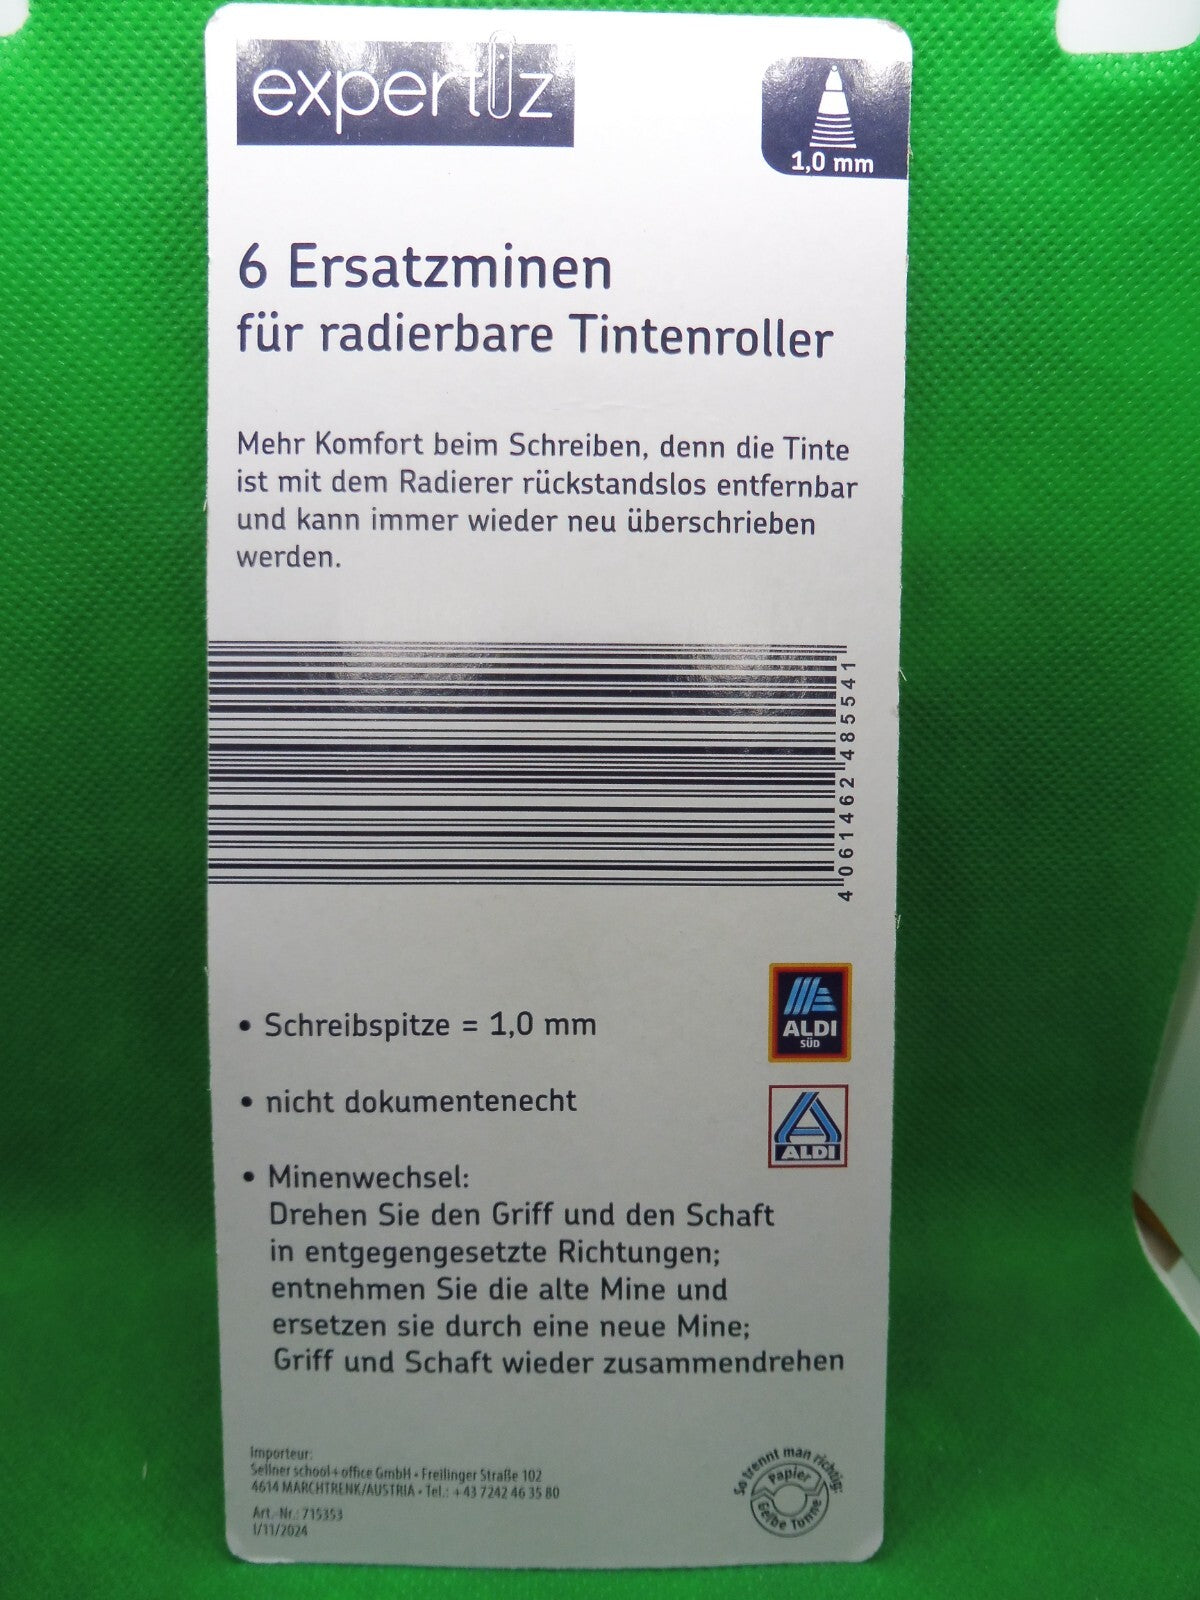 expertiz
1,0 mm
6 Ersatzminen
für radierbare Tintenroller
Mehr Komfort beim Schreiben, denn die Tinte
ist mit dem Radierer rückstandslos entfernbar
und kann immer wieder neu überschrieben
werden.
4 061462 485541
• Schreibspitze = 1,0 mm
ALDI
SÜD
• nicht dokumentenecht
ALDI
• Minenwechsel:
Drehen Sie den Griff und den Schaft
in entgegengesetzte Richtungen;
entnehmen Sie die alte Mine und
ersetzen sie durch eine neue Mine;
Griff und Schaft wieder zusammendrehen
Importeur:
Sellner school+office GmbH • Freilinger Straße 102
4614 MARCHTRENK/AUSTRIA • Tel.: +43 7242 46 35 80
Art.-Nr.: 715353
I/11/2024
So trennt man richtig:
Papier
Gelbe Tonne